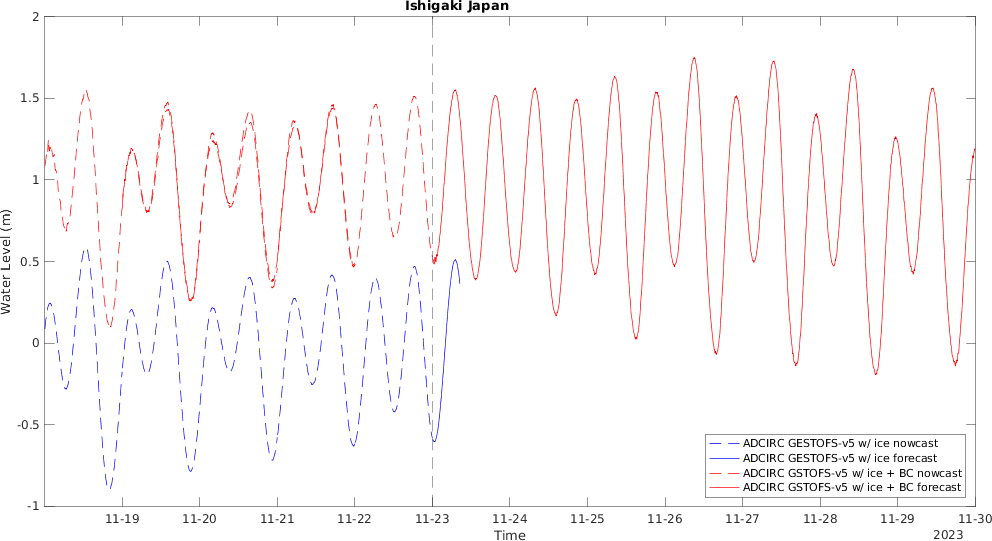 Ishigaki Japan
2
1.5
1
0.5
0
-0.5
-1
Water Level (m)
11-19 11-20 11-21 11-22 11-23 11-24 11-25 11-26 11-27 11-28 11-29 11-30
Time
2023
ADCIRC GESTOFS-v5 w/ ice nowcast
ADCIRC GESTOFS-v5 w/ ice forecast
ADCIRC GSTOFS-v5 w/ ice + BC nowcast
ADCIRC GSTOFS-v5 w/ ice + BC forecast